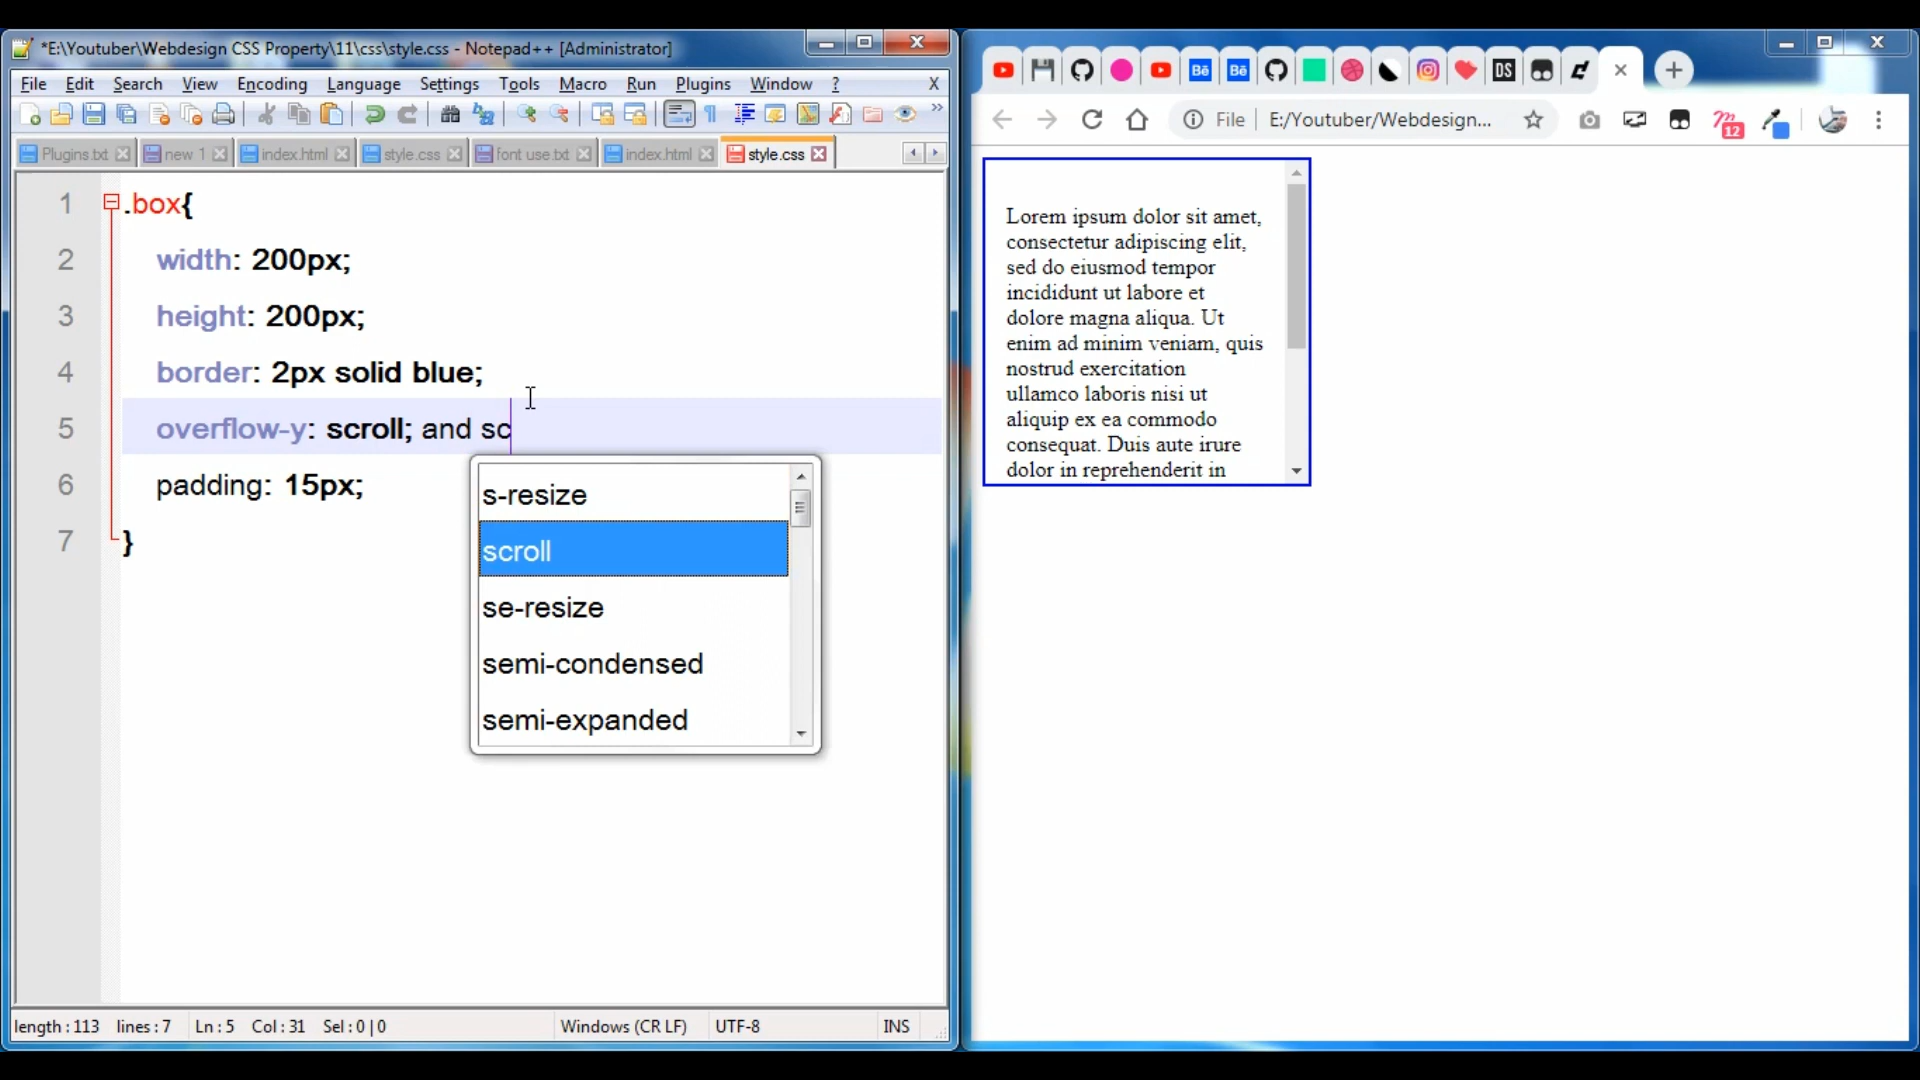 *E:\Youtuber\Webdesign CSS Property\11\css\style.css - Notepad++ [Administrator]
File Edit Search View Encoding Language Settings Tools Macro Run Plugins Window ? X
Plugins.txt new 1 index.html style.css font use.txt index.html style.css
1 .box{
2 width: 200px;
3 height: 200px;
4 border: 2px solid blue;
5 overflow-y: scroll; and sc
6 padding: 15px;
7 }
s-resize
scroll
se-resize
semi-condensed
semi-expanded
length : 113 lines : 7 Ln : 5 Col : 31 Sel : 0 | 0 Windows (CR LF) UTF-8 INS
Bē Bē DS
File E:/Youtuber/Webdesign... 12
Lorem ipsum dolor sit amet,
consectetur adipiscing elit,
sed do eiusmod tempor
incididunt ut labore et
dolore magna aliqua. Ut
enim ad minim veniam, quis
nostrud exercitation
ullamco laboris nisi ut
aliquip ex ea commodo
consequat. Duis aute irure
dolor in reprehenderit in